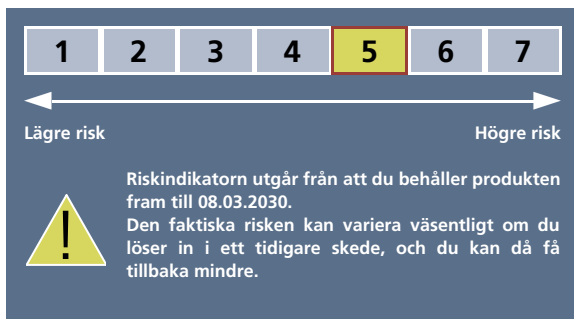 1 2 3 4 5 6 7
Lägre risk Högre risk
Riskindikatorn utgår från att du behåller produkten
fram till 08.03.2030.
Den faktiska risken kan variera väsentligt om du
löser in i ett tidigare skede, och du kan då få
tillbaka mindre.
!